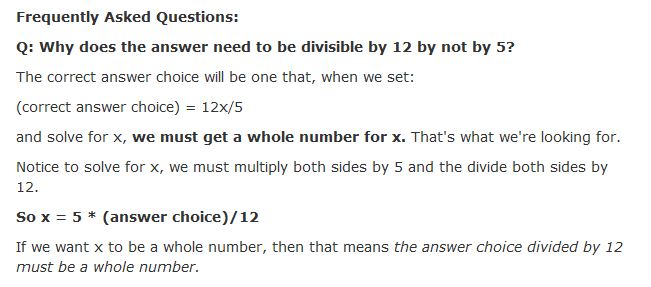 Frequently Asked Questions:
Q: Why does the answer need to be divisible by 12 by not by 5?
The correct answer choice will be one that, when we set:
(correct answer choice) = 12x/5
and solve for x, we must get a whole number for x. That's what we're looking for.
Notice to solve for x, we must multiply both sides by 5 and the divide both sides by
12.
So x = 5 * (answer choice)/12
If we want x to be a whole number, then that means the answer choice divided by 12
must be a whole number.